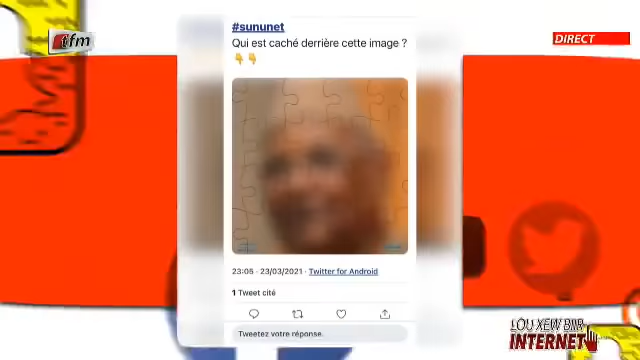 tfm
DIRECT
#sununet
Qui est caché derrière cette image ?
23:05 · 23/03/2021 · Twitter for Android
1 Tweet cité
Tweetez votre réponse.
LOU XEW BIIR
INTERNET